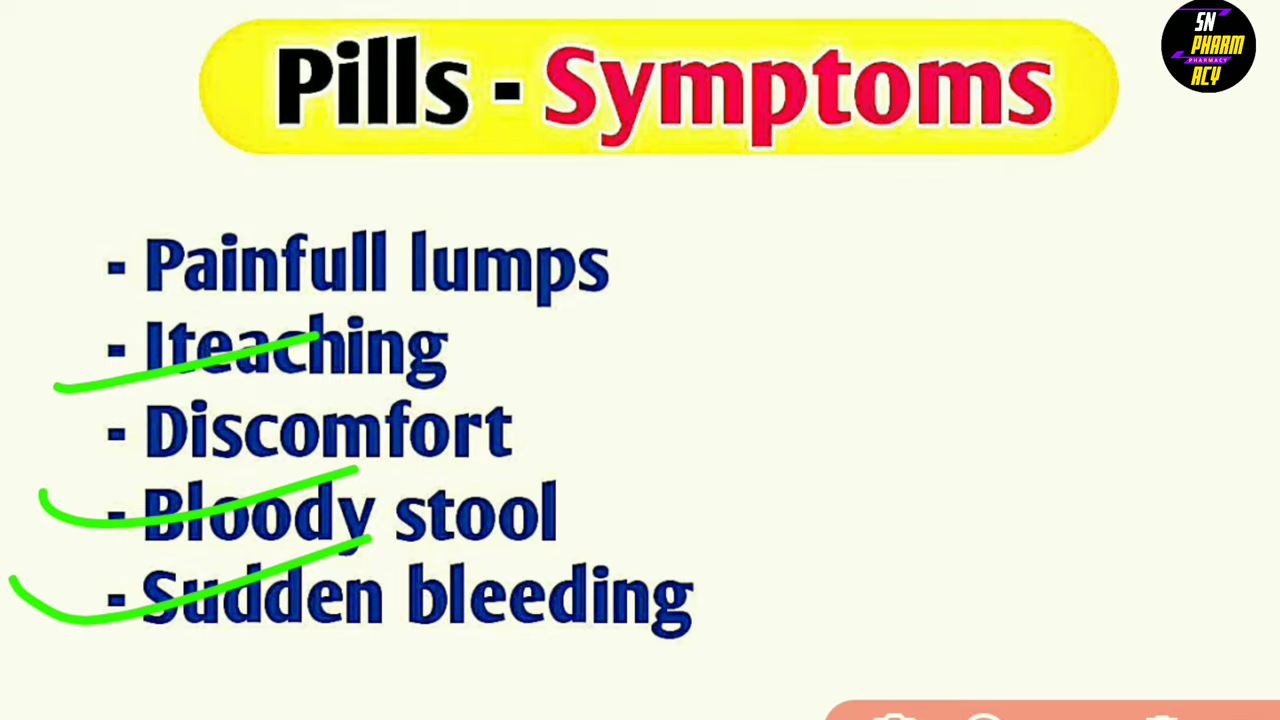 SN
PHARM
PHARMACY
ACY
Pills - Symptoms
- Painfull lumps
- Iteaching
- Discomfort
- Bloody stool
- Sudden bleeding